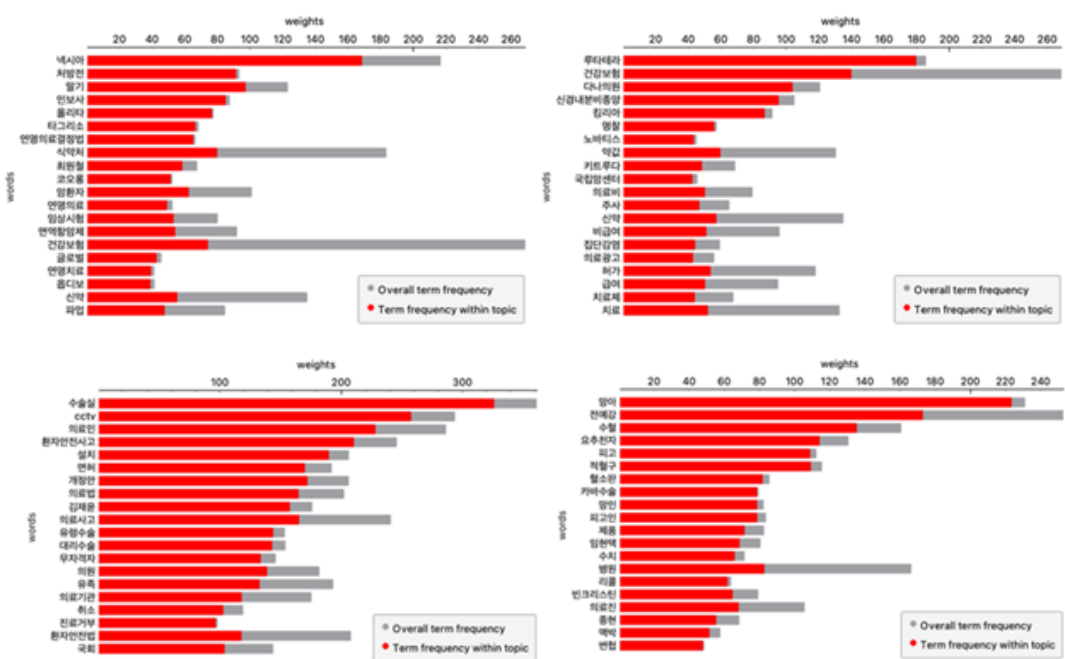 weights
20 40 60 80 100 120 140 160 180 200 220 240 260
words
넥시아
처방전
말기
인보사
올리타
타그리소
연명의료결정법
식약처
최원철
코오롱
암환자
연명의료
임상시험
면역항암제
건강보험
글로벌
연명치료
옵디보
신약
파업
Overall term frequency
Term frequency within topic
weights
20 40 60 80 100 120 140 160 180 200 220 240 260
words
루타테라
건강보험
다나의원
신경내분비종양
킴리아
명찰
노바티스
약값
키트루다
국립암센터
의료비
주사
신약
비급여
집단감염
의료광고
허가
급여
치료제
치료
Overall term frequency
Term frequency within topic
weights
100 200 300
words
수술실
cctv
의료인
환자안전사고
설치
면허
개정안
의료법
김재윤
의료사고
유령수술
대리수술
무자격자
의원
유족
의료기관
취소
진료거부
환자안전법
국회
Overall term frequency
Term frequency within topic
weights
20 40 60 80 100 120 140 160 180 200 220 240
words
망아
전예강
수혈
요추천자
피고
적혈구
혈소판
카바수술
망인
피고인
제품
임현택
수치
병원
리콜
빈크리스틴
의료진
종현
맥박
변협
Overall term frequency
Term frequency within topic